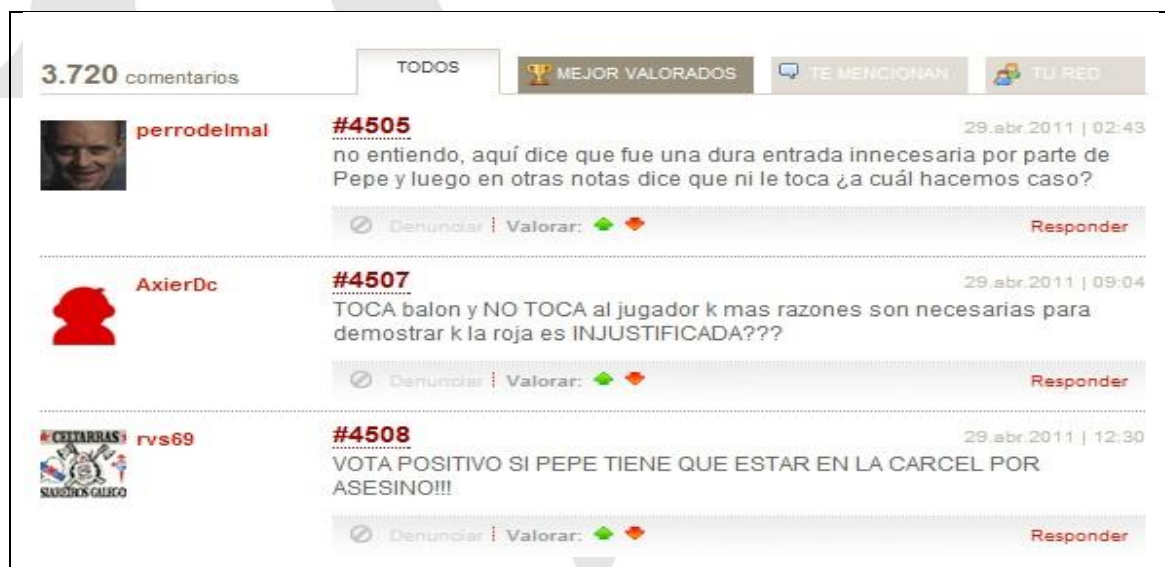 3.720 comentarios
TODOS
MEJOR VALORADOS
TE MENCIONAN
TU RED
perrodelmal
#4505
29.abr.2011 | 02:43
no entiendo, aquí dice que fue una dura entrada innecesaria por parte de
Pepe y luego en otras notas dice que ni le toca ¿a cuál hacemos caso?
Denunciar Valorar:
Responder
AxierDc
#4507
29.abr.2011 | 09:04
TOCA balon y NO TOCA al jugador k mas razones son necesarias para
demostrar k la roja es INJUSTIFICADA???
Denunciar Valorar:
Responder
CELTARRAS
SIAREIROS GALEGO
rvs69
#4508
29.abr.2011 | 12:30
VOTA POSITIVO SI PEPE TIENE QUE ESTAR EN LA CARCEL POR
ASESINO!!!
Denunciar Valorar:
Responder